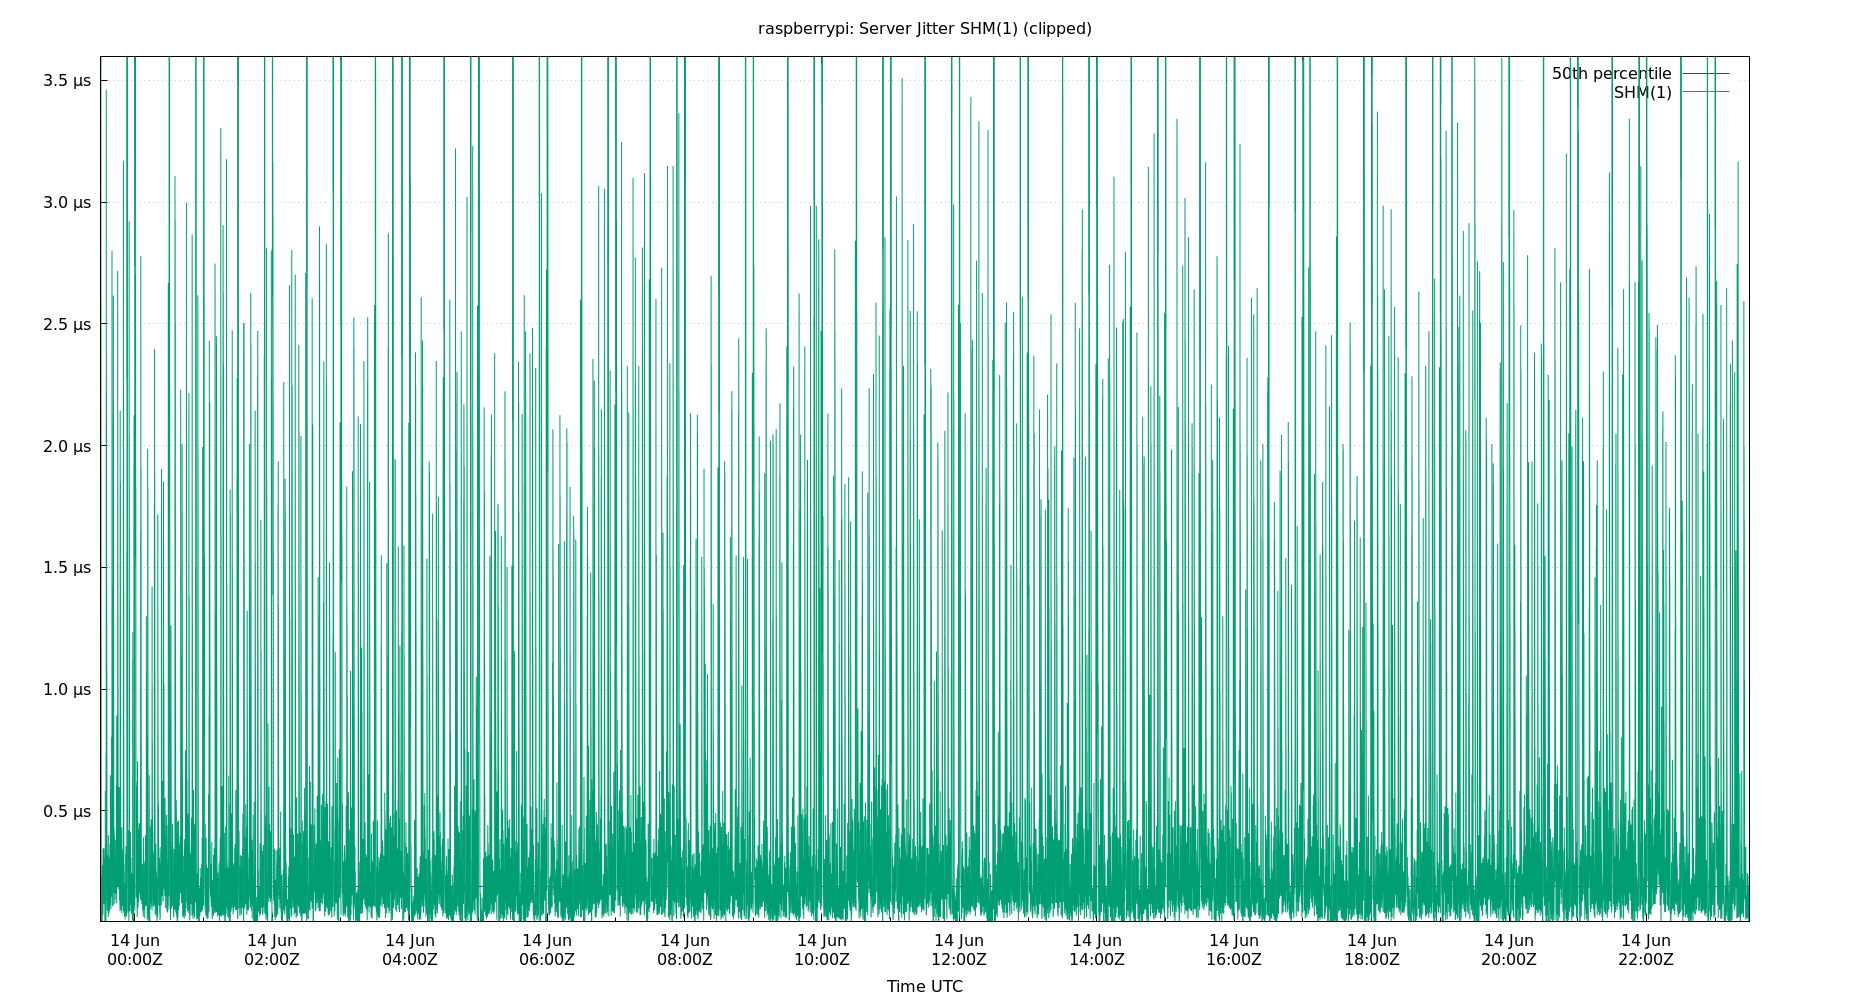 raspberrypi: Server Jitter SHM(1) (clipped)
50th percentile
SHM(1)
3.5 µs
3.0 µs
2.5 µs
2.0 µs
1.5 µs
1.0 µs
0.5 µs
14 Jun 14 Jun 14 Jun 14 Jun 14 Jun 14 Jun 14 Jun 14 Jun 14 Jun 14 Jun 14 Jun 14 Jun
00:00Z 02:00Z 04:00Z 06:00Z 08:00Z 10:00Z 12:00Z 14:00Z 16:00Z 18:00Z 20:00Z 22:00Z
Time UTC